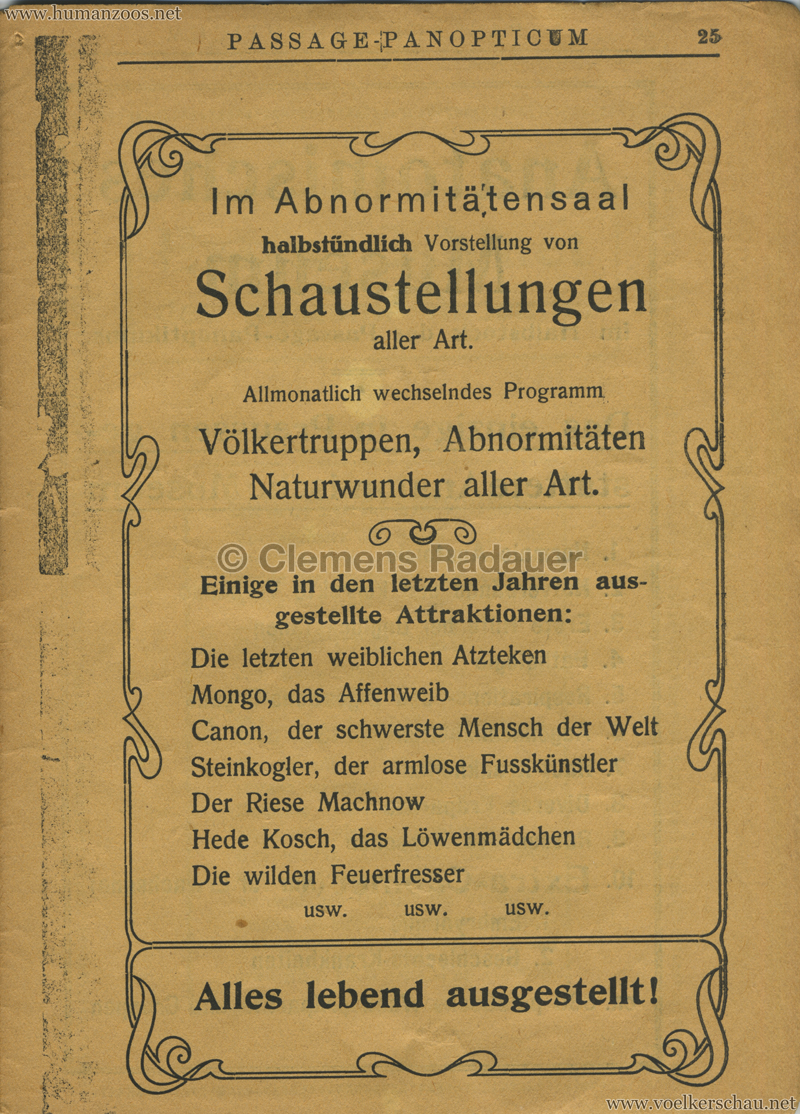 www.humanzoos.net
PASSAGE-PANOPTICUM 25
Im Abnormitätensaal
halbstündlich Vorstellung von
Schaustellungen
aller Art.
Allmonatlich wechselndes Programm
Völkertruppen, Abnormitäten
Naturwunder aller Art.
© Clemens Radauer
Einige in den letzten Jahren aus-
gestellte Attraktionen:
Die letzten weiblichen Atzteken
Mongo, das Affenweib
Canon, der schwerste Mensch der Welt
Steinkogler, der armlose Fusskünstler
Der Riese Machnow
Hede Kosch, das Löwenmädchen
Die wilden Feuerfresser
usw. usw. usw.
Alles lebend ausgestellt!
www.voelkerschau.net